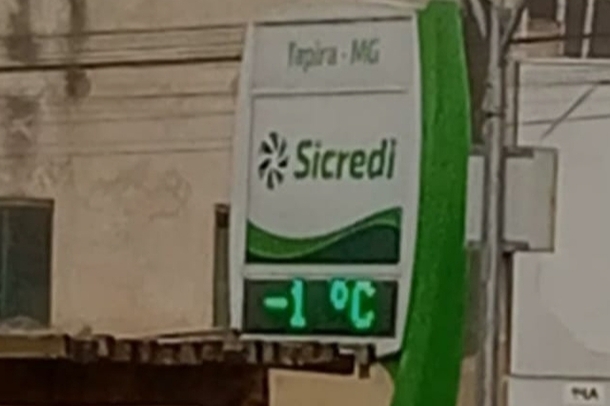 Tapira - MG
Sicredi
-1 °C